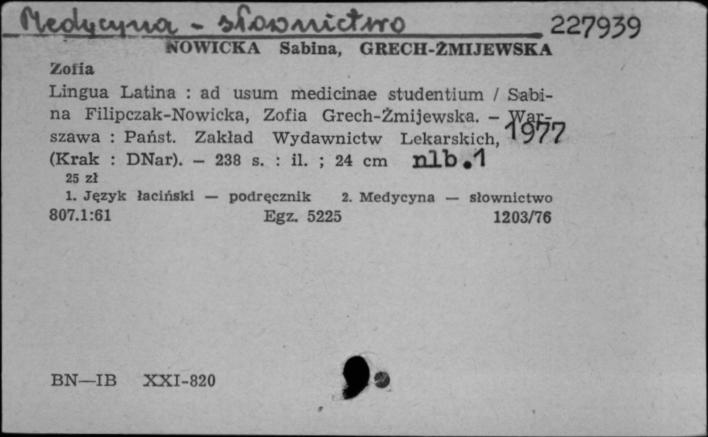 Medycyna - słownictwo 227939
NOWICKA Sabina, GRECH-ŻMIJEWSKA
Zofia
Lingua Latina : ad usum medicinae studentium / Sabi-
na Filipczak-Nowicka, Zofia Grech-Żmijewska. — War-
szawa : Państ. Zakład Wydawnictw Lekarskich, 1977
(Krak : DNar). — 238 s. : il. ; 24 cm nlb.1
25 zł
1. Język łaciński — podręcznik 2. Medycyna — słownictwo
807.1:61 Egz. 5225 1203/76
BN—IB XXI-820